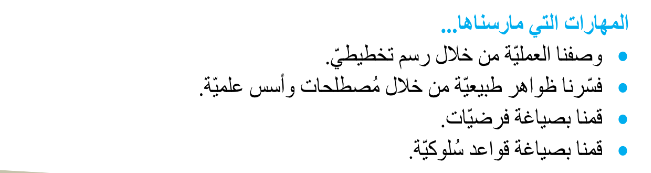 المهارات التي مارسناها...
• وصفنا العمليّة من خلال رسم تخطيطيّ.
• فسّرنا ظواهر طبيعيّة من خلال مُصطلحات وأسس علميّة.
• قمنا بصياغة فرضيّات.
• قمنا بصياغة قواعد سُلوكيّة.